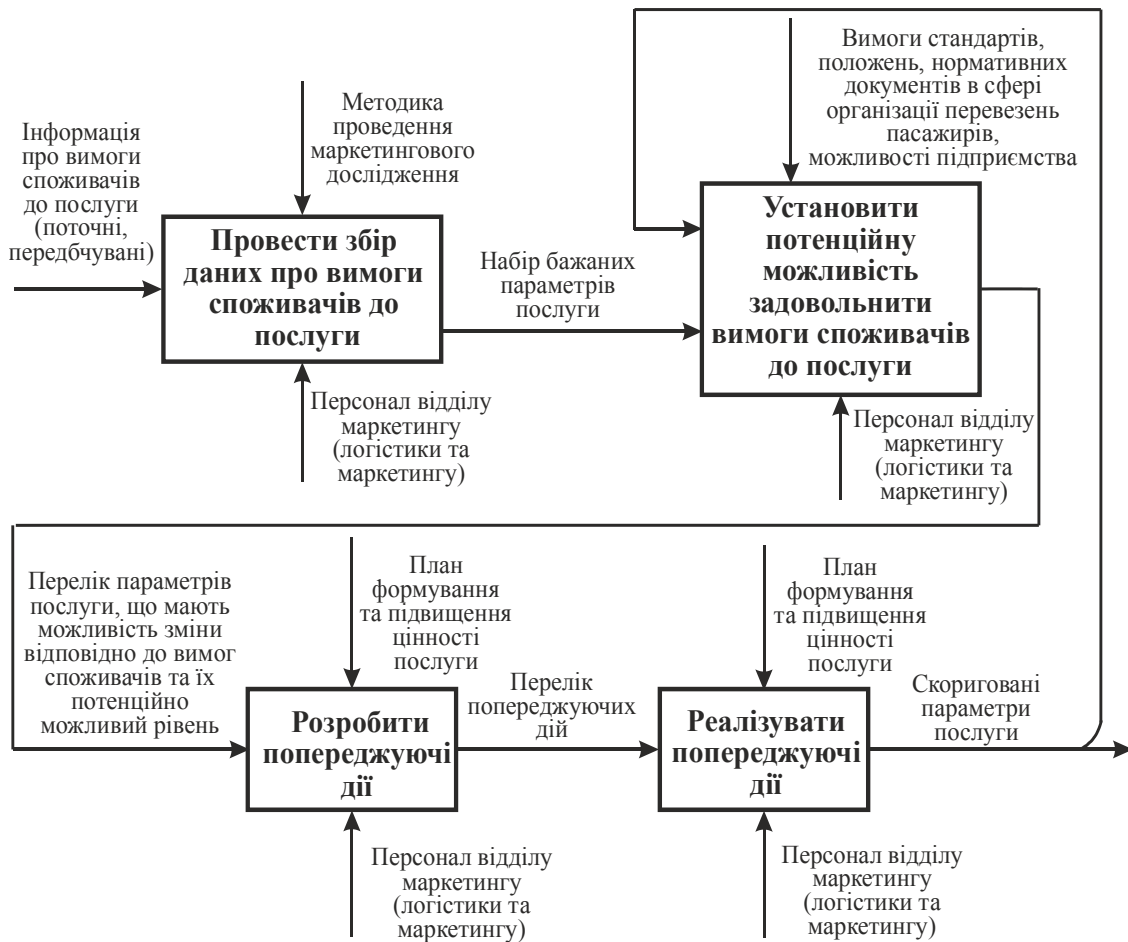 Інформація
про вимоги
споживачів
до послуги
(поточні,
передбчувані)
Методика
проведення
маркетингового
дослідження
Провести збір
даних про вимоги
споживачів до
послуги
Персонал відділу
маркетингу
(логістики та
маркетингу)
Набір бажаних
параметрів
послуги
Вимоги стандартів,
положень, нормативних
документів в сфері
організації перевезень
пасажирів,
можливості підприємства
Установити
потенційну
можливість
задовольнити
вимоги споживачів
до послуги
Персонал відділу
маркетингу
(логістики та
маркетингу)
Перелік параметрів
послуги, що мають
можливість зміни
відповідно до вимог
споживачів та їх
потенційно
можливий рівень
План
формування
та підвищення
цінності
послуги
Розробити
попереджуючі
дії
Персонал відділу
маркетингу
(логістики та
маркетингу)
Перелік
попереджуючих
дій
План
формування
та підвищення
цінності
послуги
Реалізувати
попереджуючі
дії
Персонал відділу
маркетингу
(логістики та
маркетингу)
Скориговані
параметри
послуги